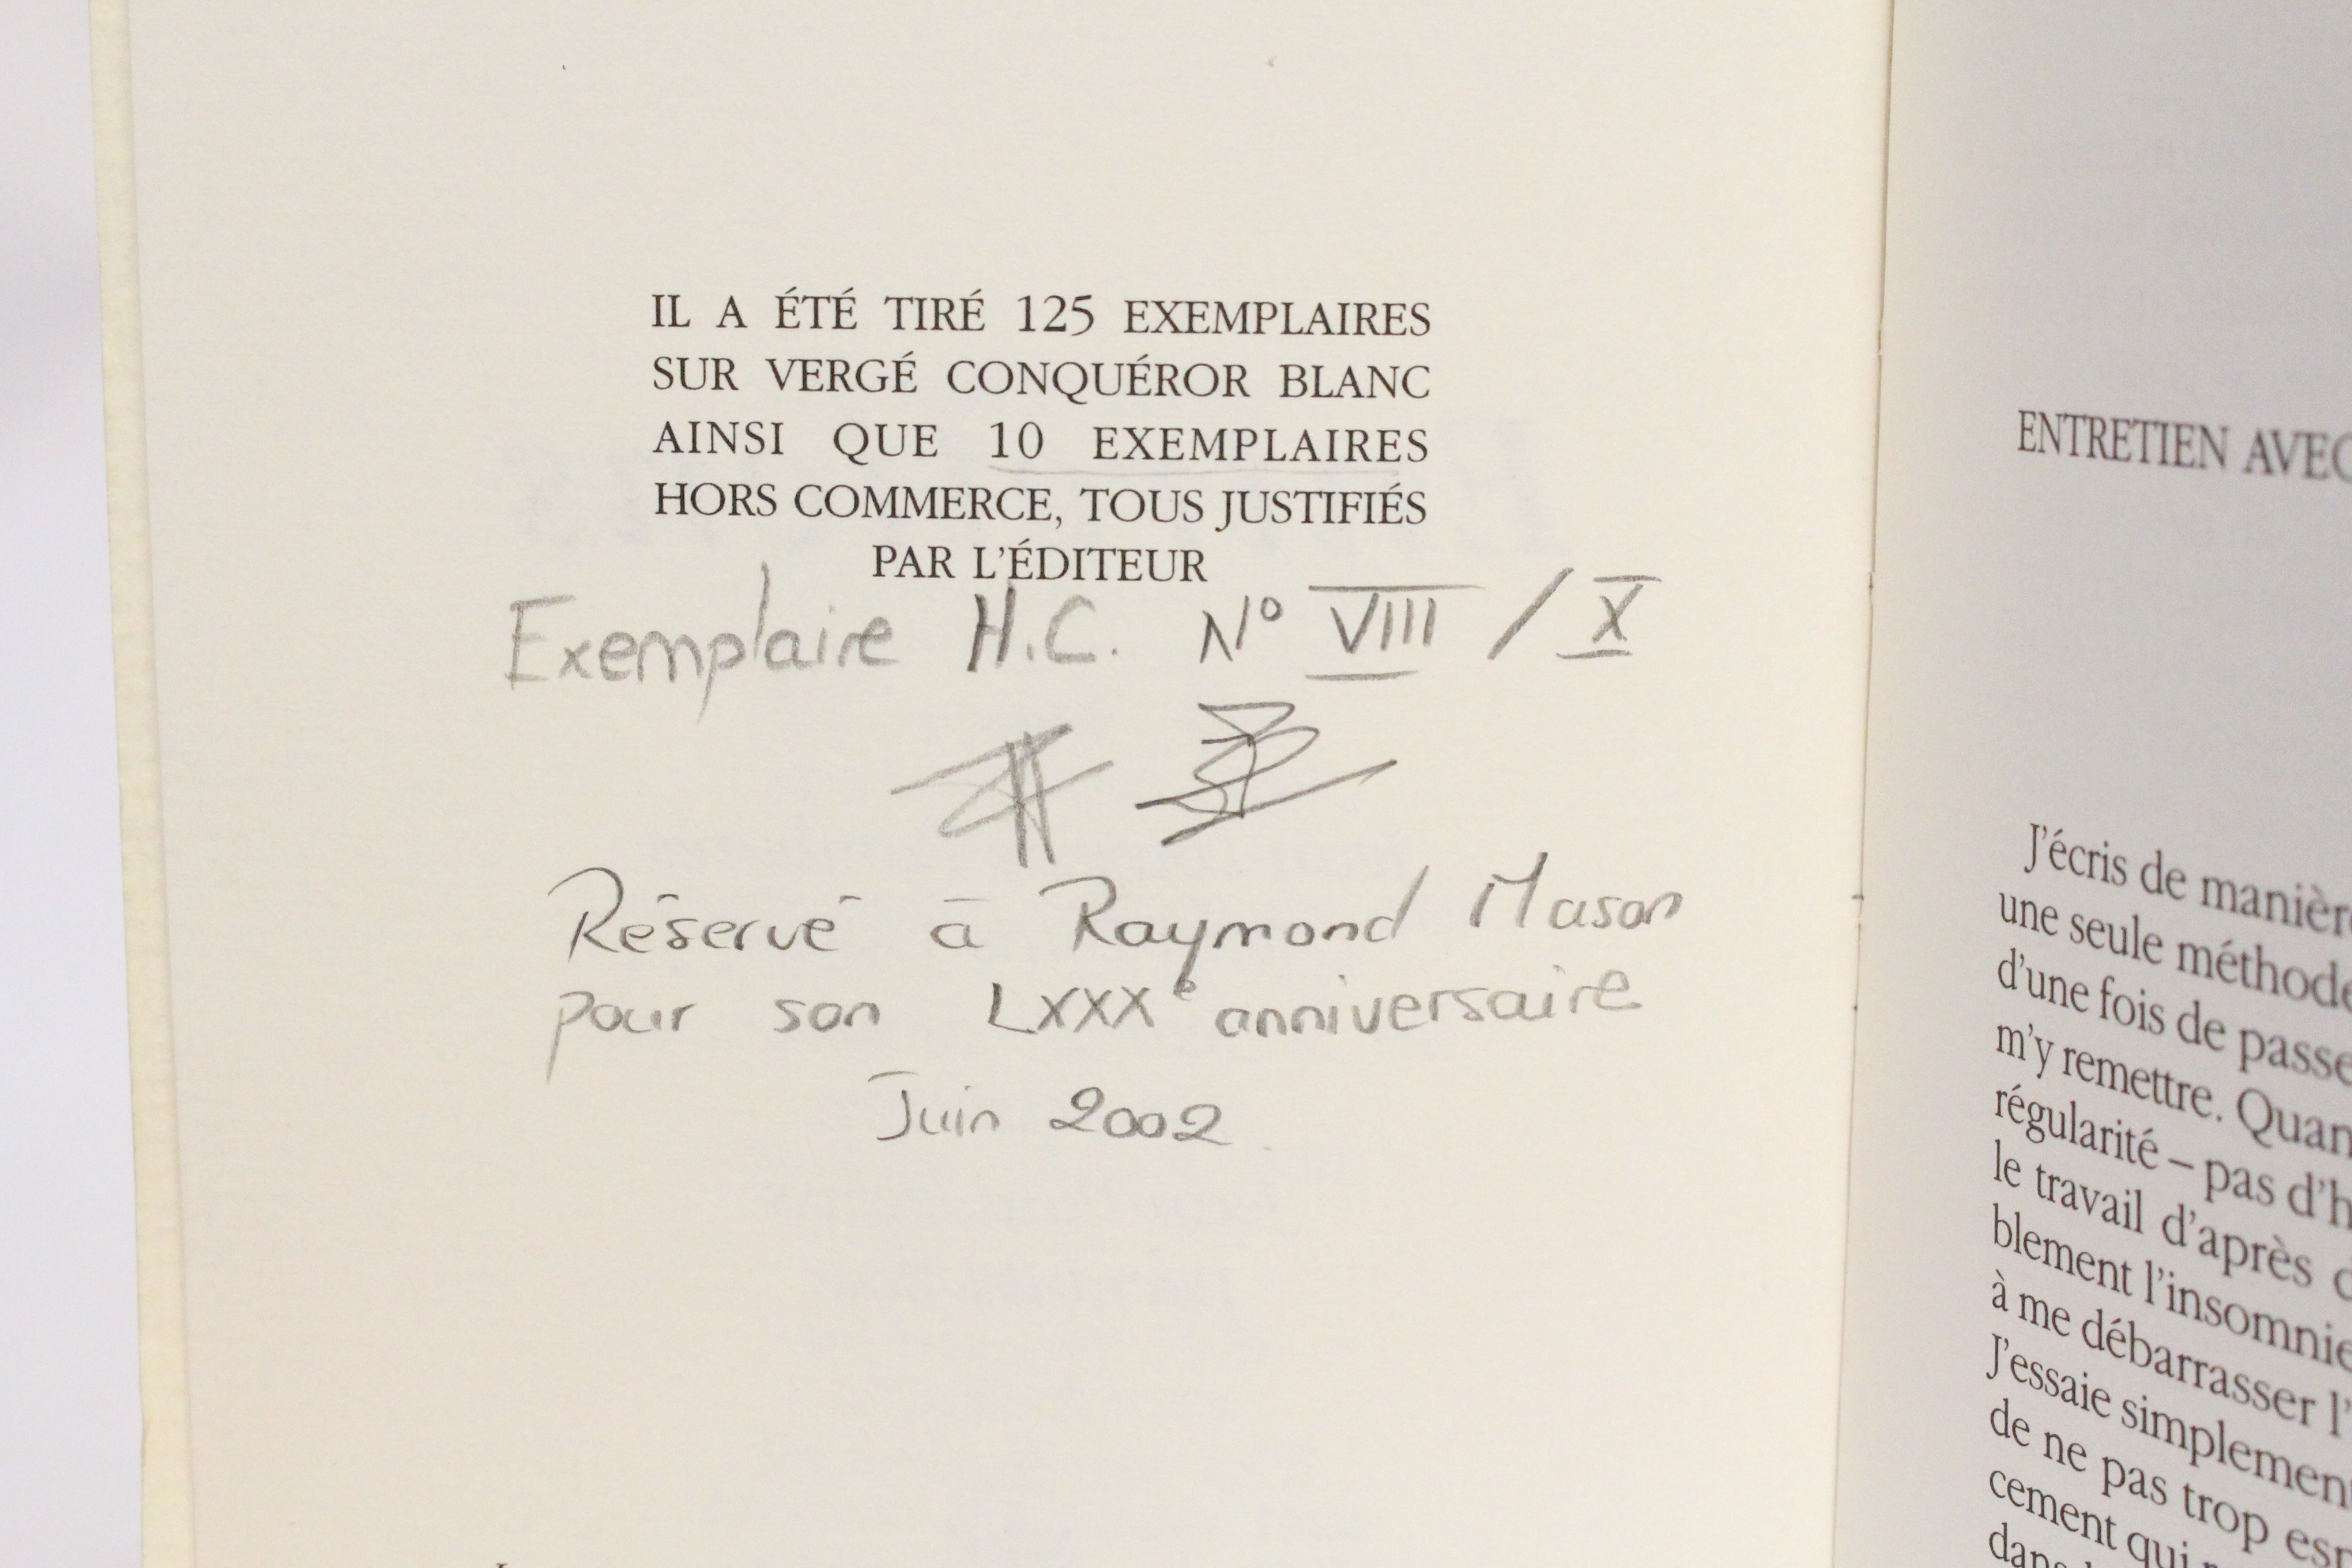 IL A ÉTÉ TIRÉ 125 EXEMPLAIRES
SUR VERGÉ CONQUÉROR BLANC
AINSI QUE 10 EXEMPLAIRES
HORS COMMERCE, TOUS JUSTIFIÉS
PAR L'ÉDITEUR
Exemplaire H.C. N° VIII / X
Réservé à Raymond Mason
pour son LXXXe anniversaire
Juin 2002
ENTRETIEN AVEC
J'écris de manièr
une seule méthode
d'une fois de passe
m'y remettre. Quan
régularité – pas d'h
le travail d'après d
blement l'insomnie
à me débarrasser l'
J'essaie simplement
de ne pas trop esp
cement qui
dans